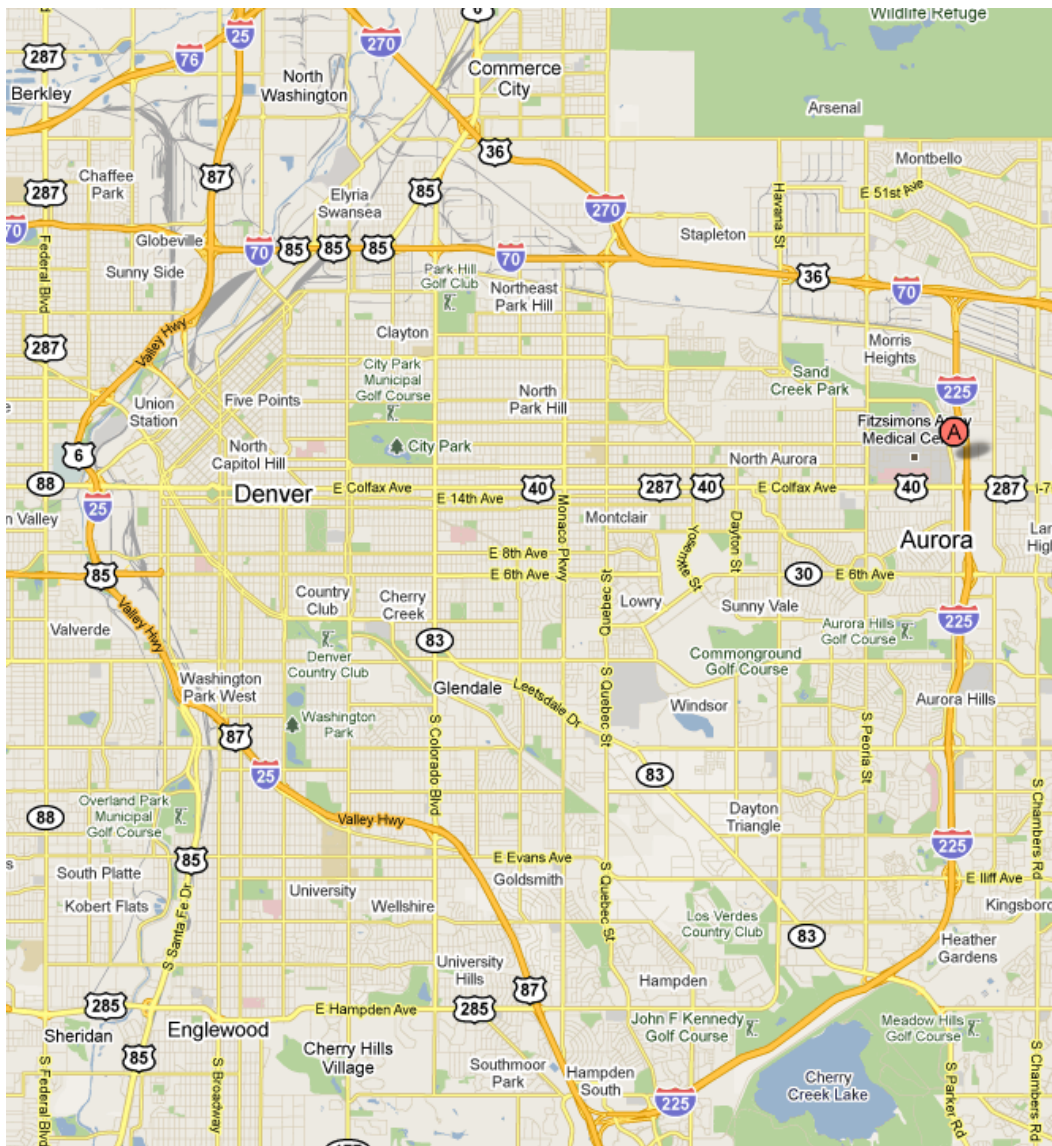 6
Wildlife Refuge
25
287
76
270
Commerce
City
North
Washington
Berkley
Arsenal
36
Montbello
Chaffee
Park
87
287
85
Elyria
Swansea
Havana St
E 51st Ave
270
70
Globeville
70
85
85
85
70
Stapleton
Sunny Side
Federal Blvd
Park Hill
Golf Club
Northeast
Park Hill
36
70
Valley Hwy
Clayton
287
Morris
Heights
City Park
Municipal
Golf Course
Sand
Creek Park
225
Union
Station
Five Points
North
Park Hill
6
North
Capitol Hill
City Park
Fitzsimons Army
Medical
A
North Aurora
88
Denver
E Colfax Ave
E 14th Ave
40
287
40
E Colfax Ave
40
287
25
Monaco Pkwy
Montclair
Yosemite St
Dayton St
Aurora
E 8th Ave
E 6th Ave
30
E 6th Ave
85
Valley Hwy
Country
Club
Cherry
Creek
Quebec St
Lowry
Sunny Vale
225
Valverde
83
Aurora Hills
Golf Course
Denver
Country Club
Commonground
Golf Course
Washington
Park West
Glendale
Leetsdale Dr
S Quebec St
Windsor
Aurora Hills
87
Washington
Park
S Colorado Blvd
S Peoria St
25
83
S Chambers Rd
88
Overland Park
Municipal
Golf Course
Valley Hwy
Dayton
Triangle
225
85
E Evans Ave
South Platte
Goldsmith
E Iliff Ave
S Quebec St
Kobert Flats
University
Wellshire
S Santa Fe Dr
Los Verdes
Country Club
83
Heather
Gardens
University
Hills
Hampden
285
87
E Hampden Ave
285
Sheridan
Englewood
John F Kennedy
Golf Course
Meadow Hills
Golf Course
85
Cherry Hills
Village
Southmoor
Park
Hampden
South
225
Cherry
Creek Lake
S Federal Blvd
S Broadway
S Parker Rd
S Chambers Rd